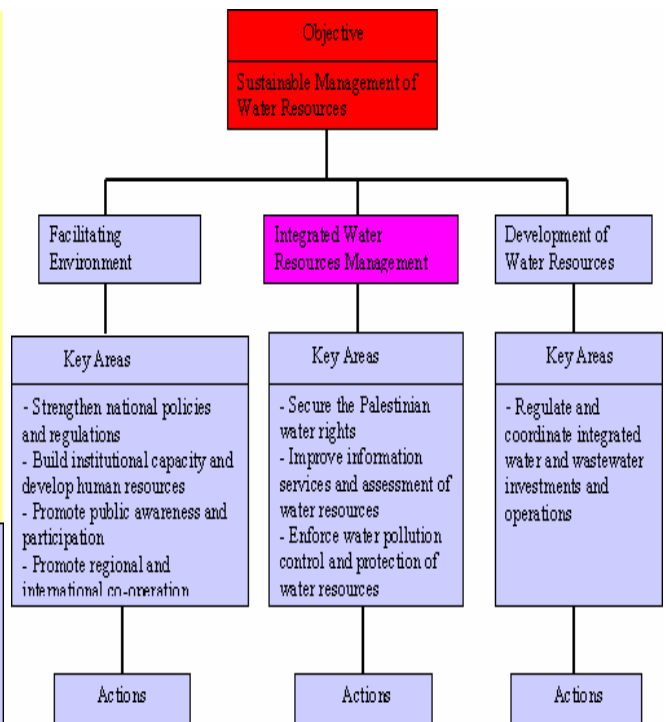 Objective
Sustainable Management of
Water Resources
Facilitating
Environment
Integrated Water
Resources Management
Development of
Water Resources
Key Areas
- Strengthen national policies
and regulations
- Build institutional capacity and
develop human resources
- Promote public awareness and
participation
- Promote regional and
international co-operation
Key Areas
- Secure the Palestinian
water rights
- Improve information
services and assessment of
water resources
- Enforce water pollution
control and protection of
water resources
Key Areas
- Regulate and
coordinate integrated
water and wastewater
investments and
operations
Actions
Actions
Actions